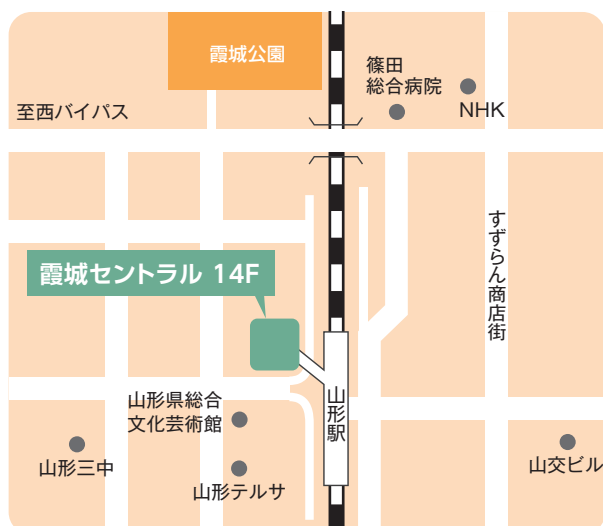 霞城公園
篠田
総合病院
至西バイパス
NHK
すずらん商店街
霞城セントラル 14F
山形駅
山形県総合
文化芸術館
山形三中
山形テルサ
山交ビル